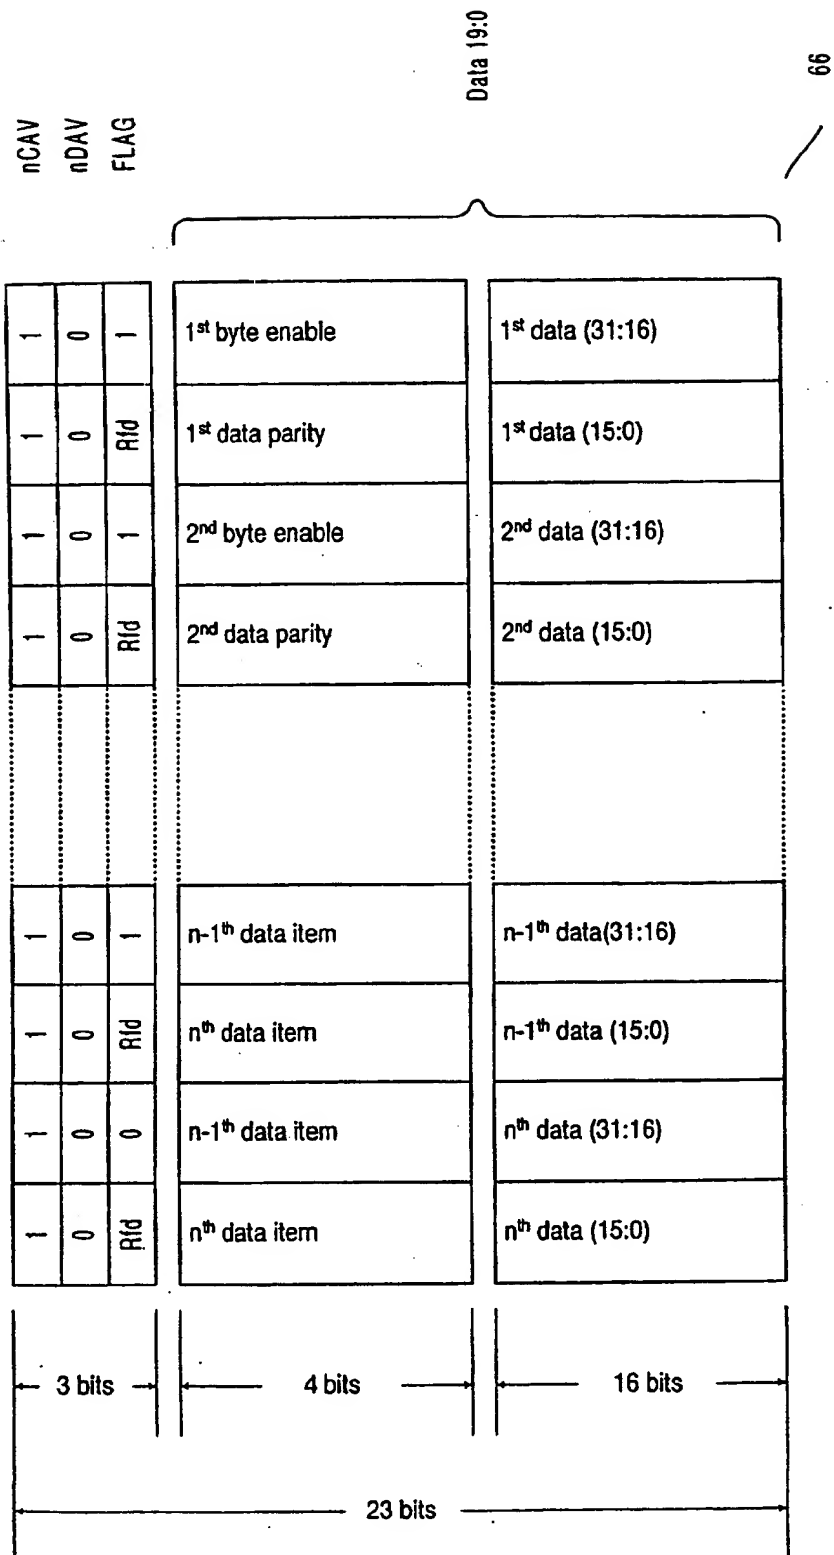 Data 19:0
66
nCAV
nDAV
FLAG
1 0 1 1st byte enable 1st data (31:16)
1 0 Rfd 1st data parity 1st data (15:0)
1 0 1 2nd byte enable 2nd data (31:16)
1 0 Rfd 2nd data parity 2nd data (15:0)
1 0 1 n-1th data item n-1th data(31:16)
1 0 Rfd nth data item n-1th data (15:0)
1 0 0 n-1th data item nth data (31:16)
1 0 Rfd nth data item nth data (15:0)
3 bits 4 bits 16 bits
23 bits